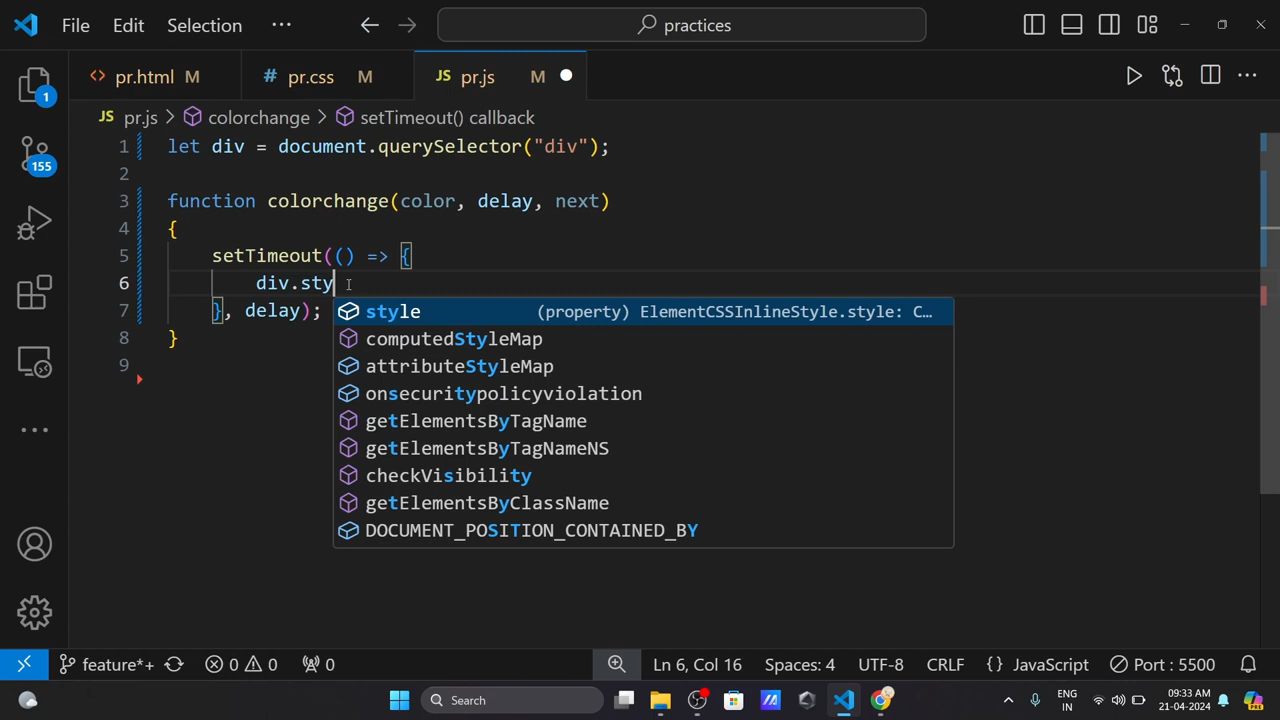 File Edit Selection ··· practices
pr.html M # pr.css M JS pr.js M
JS pr.js > colorchange > setTimeout() callback
1 let div = document.querySelector("div");
2
3 function colorchange(color, delay, next)
4 {
5 setTimeout(() => {
6 div.sty
7 }, delay);
8 }
9
style (property) ElementCSSInlineStyle.style: C…
computedStyleMap
attributeStyleMap
onsecuritypolicyviolation
getElementsByTagName
getElementsByTagNameNS
checkVisibility
getElementsByClassName
DOCUMENT_POSITION_CONTAINED_BY
1
155
feature*+ 0 0 0 Ln 6, Col 16 Spaces: 4 UTF-8 CRLF {} JavaScript Port : 5500
Search ENG IN 09:33 AM 21-04-2024 PRE